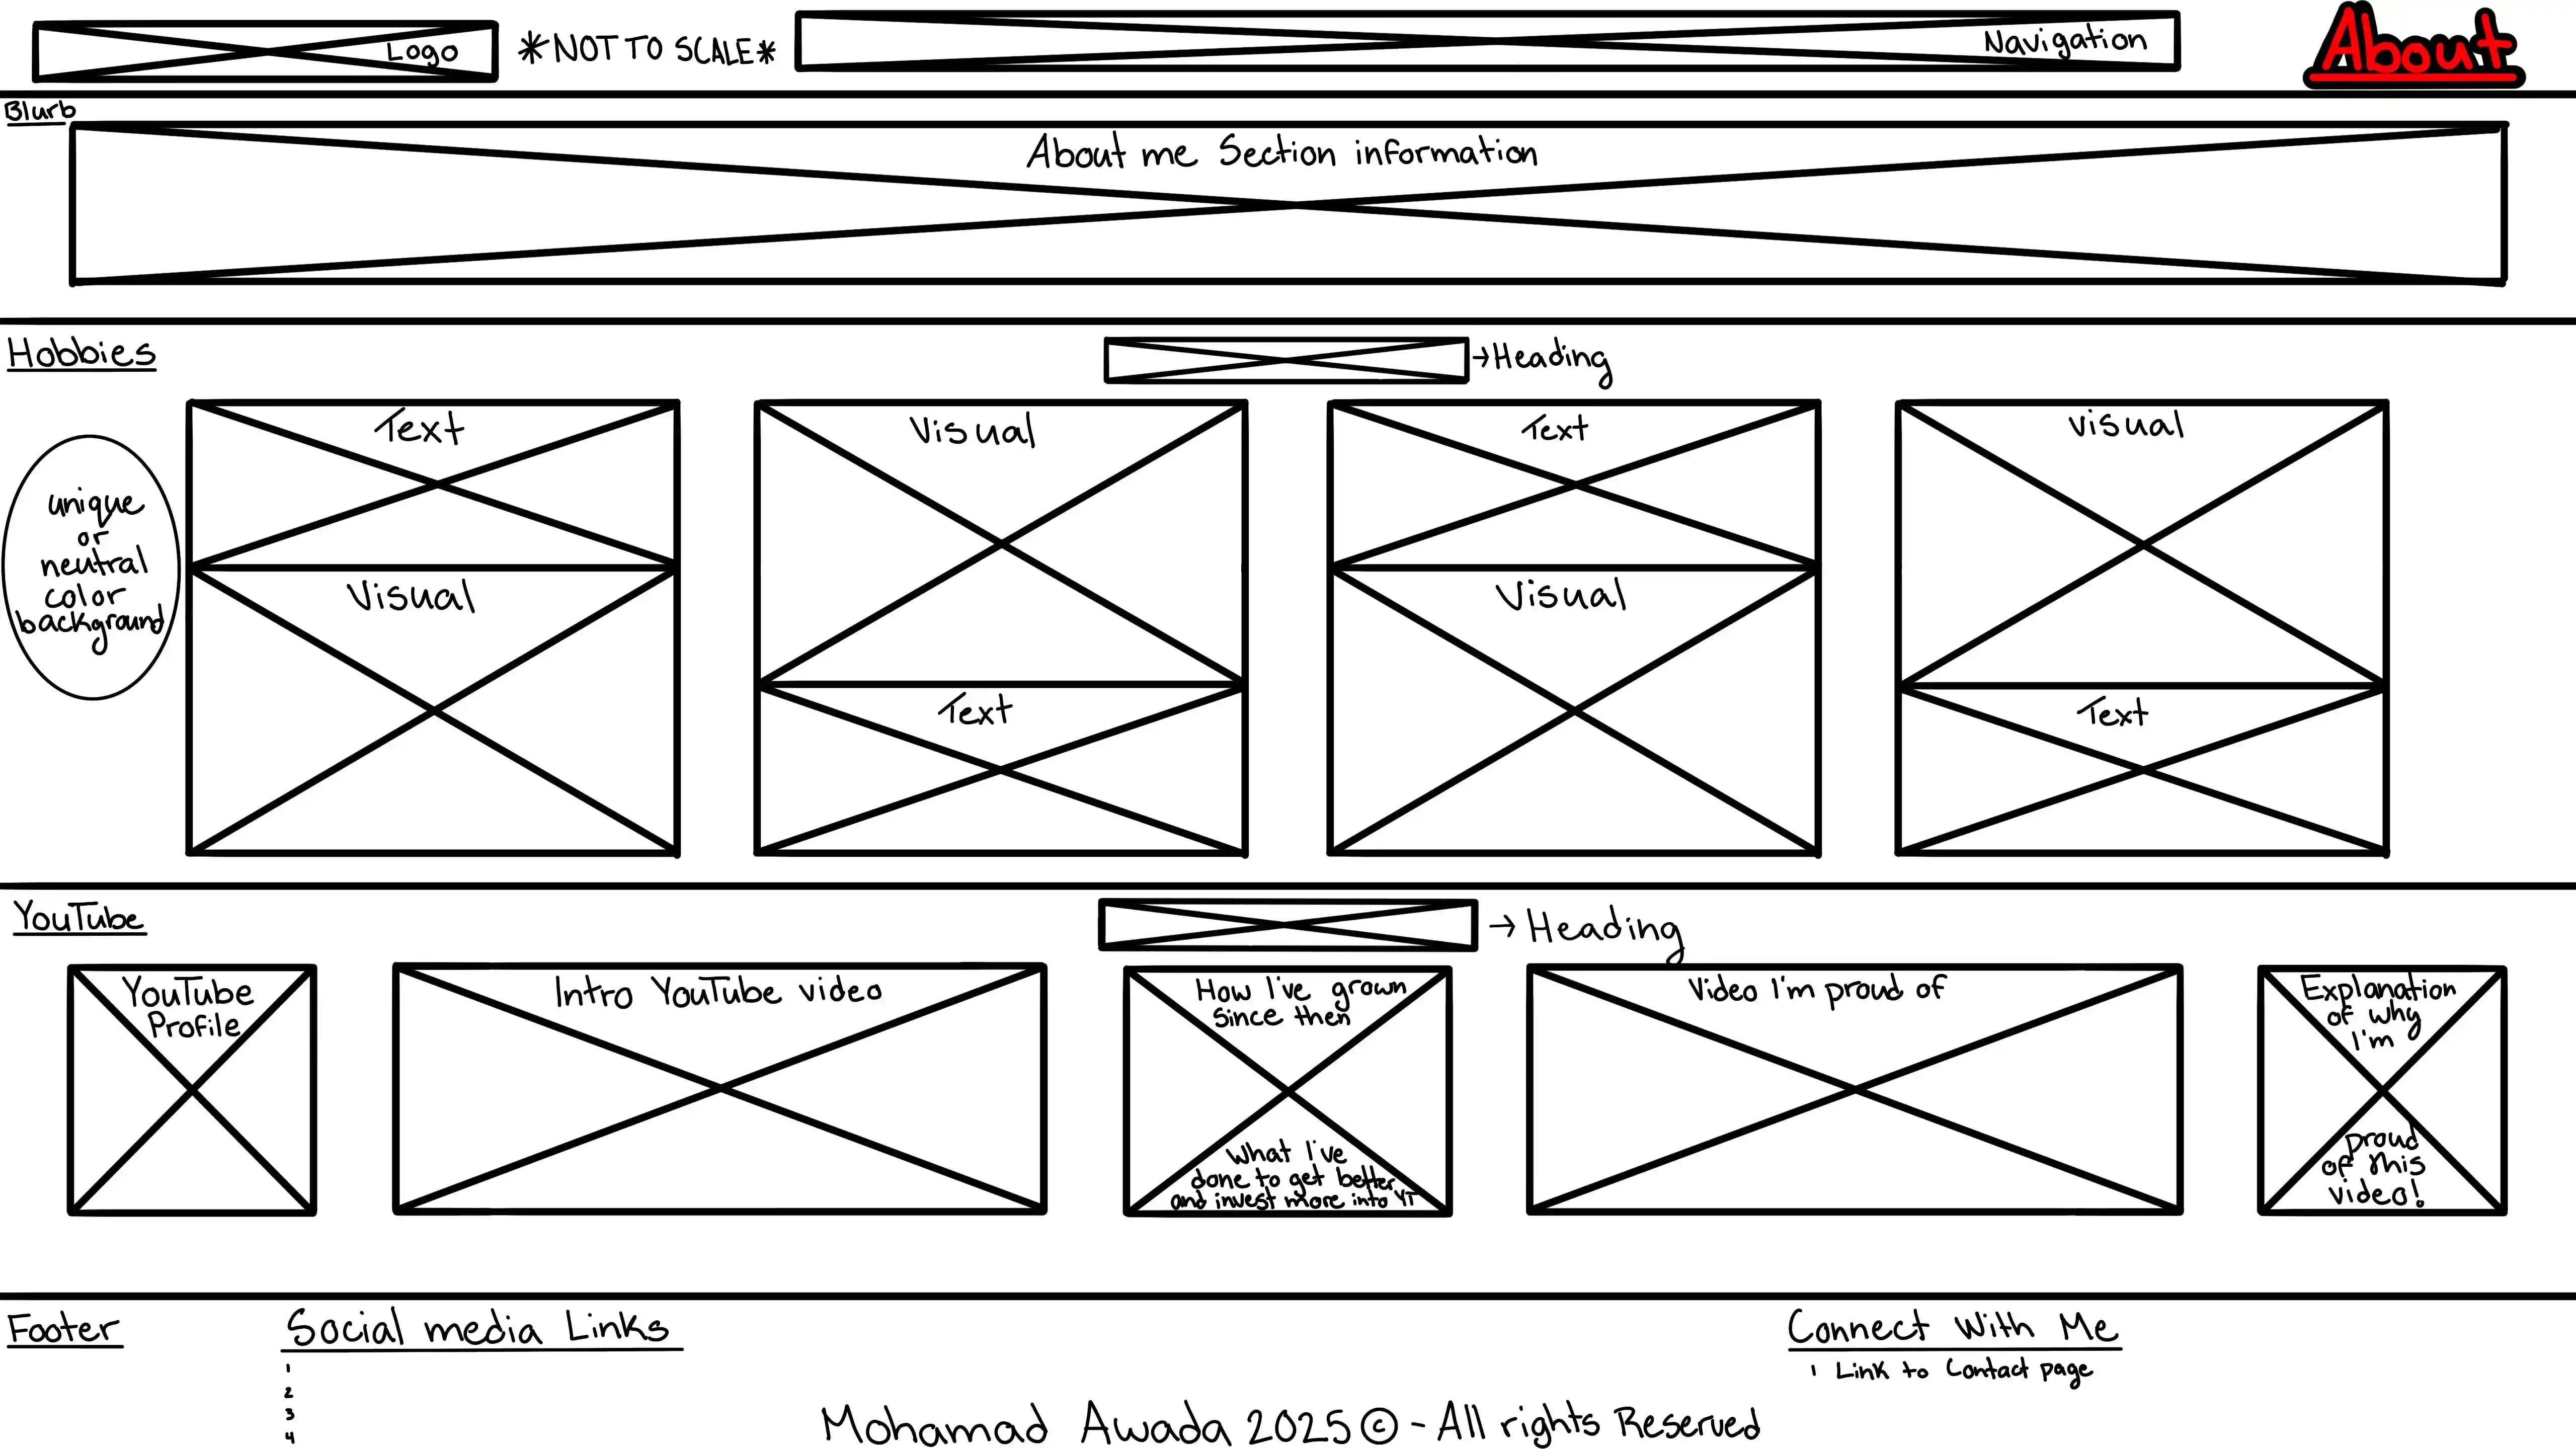 Logo
*NOT TO SCALE*
Navigation
About
Blurb
About me Section information
Hobbies
→Heading
unique
or
neutral
color
background
Text
Visual
Visual
Text
Text
Visual
Visual
Text
YouTube
→ Heading
YouTube
Profile
Intro YouTube video
How I've grown
since then
What I've
done to get better
and invest more into YT
Video I'm proud of
Explanation
of why
I'm
proud
of this
video!
Footer
Social media Links
1
2
3
4
Connect With Me
1 Link to Contact page
Mohamad Awada 2025 © - All rights Reserved